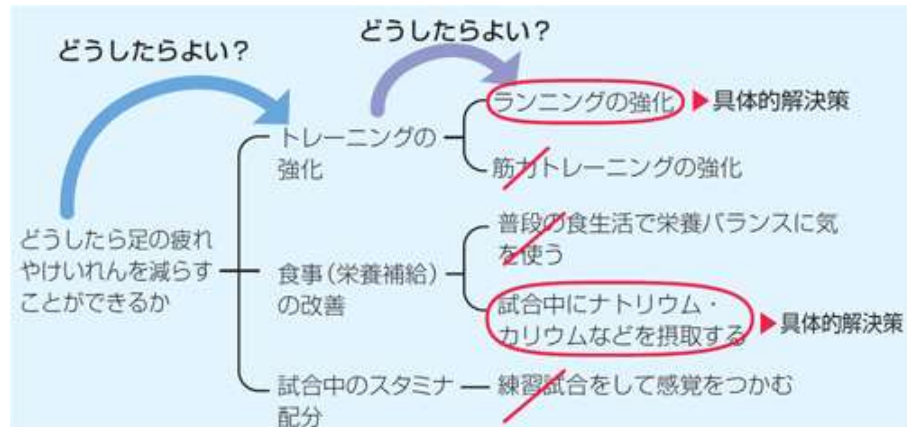 どうしたらよい？
どうしたらよい？
ランニングの強化
▶具体的解決策
トレーニングの
強化
筋力トレーニングの強化
どうしたら足の疲れ
やけいれんを減らす
ことができるか
普段の食生活で栄養バランスに気
を使う
食事（栄養補給）
の改善
試合中にナトリウム・
カリウムなどを摂取する
▶具体的解決策
試合中のスタミナ
配分
練習試合をして感覚をつかむ